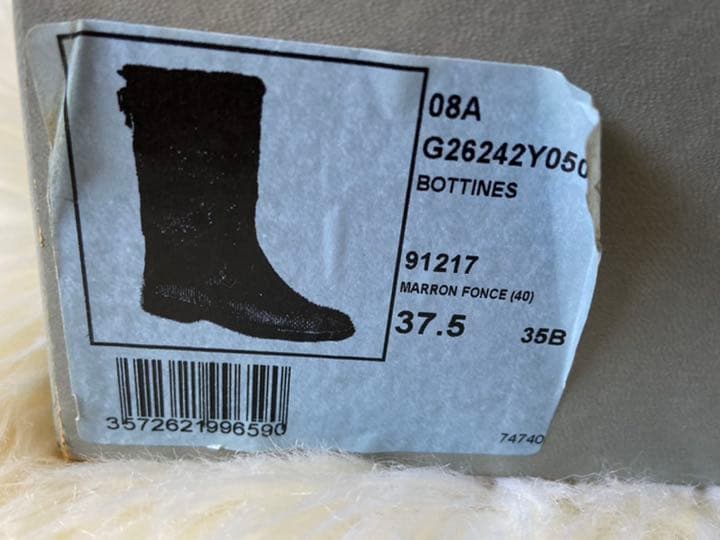 08A
G26242Y050
BOTTINES
91217
MARRON FONCE (40)
37.5 35B
3572621996590
74740